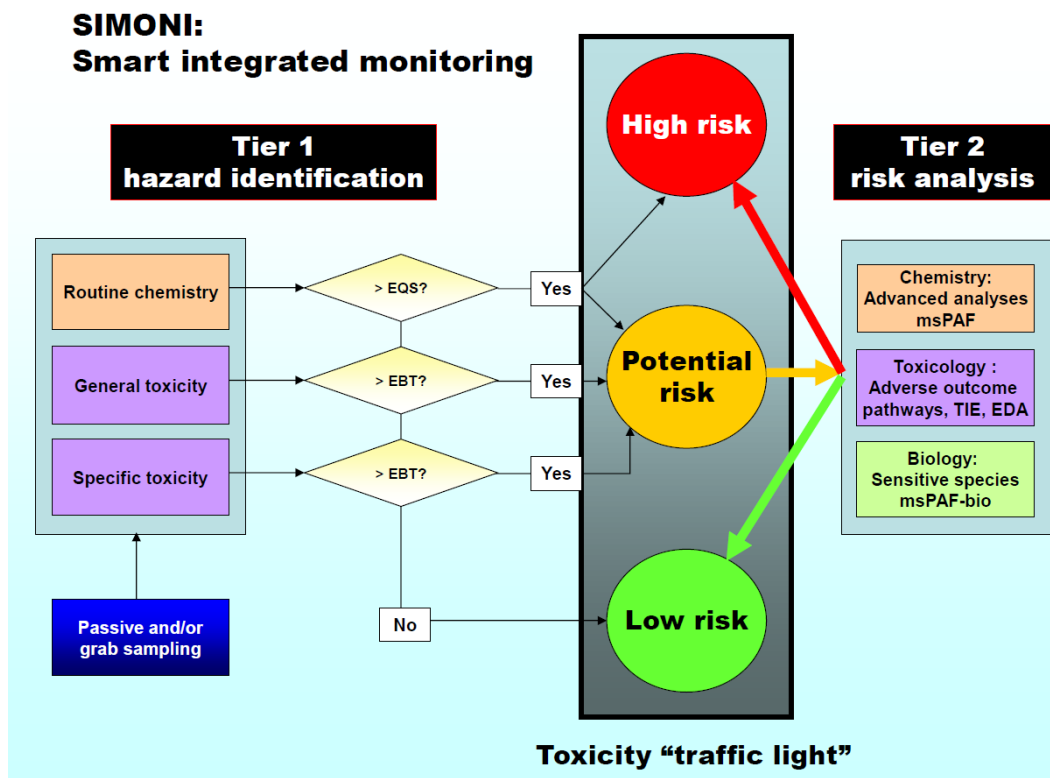 SIMONI:
Smart integrated monitoring
Tier 1
hazard identification
Routine chemistry
General toxicity
Specific toxicity
Passive and/or
grab sampling
> EQS?
> EBT?
> EBT?
Yes
Yes
Yes
No
High risk
Potential
risk
Low risk
Toxicity “traffic light”
Tier 2
risk analysis
Chemistry:
Advanced analyses
msPAF
Toxicology :
Adverse outcome
pathways, TIE, EDA
Biology:
Sensitive species
msPAF-bio